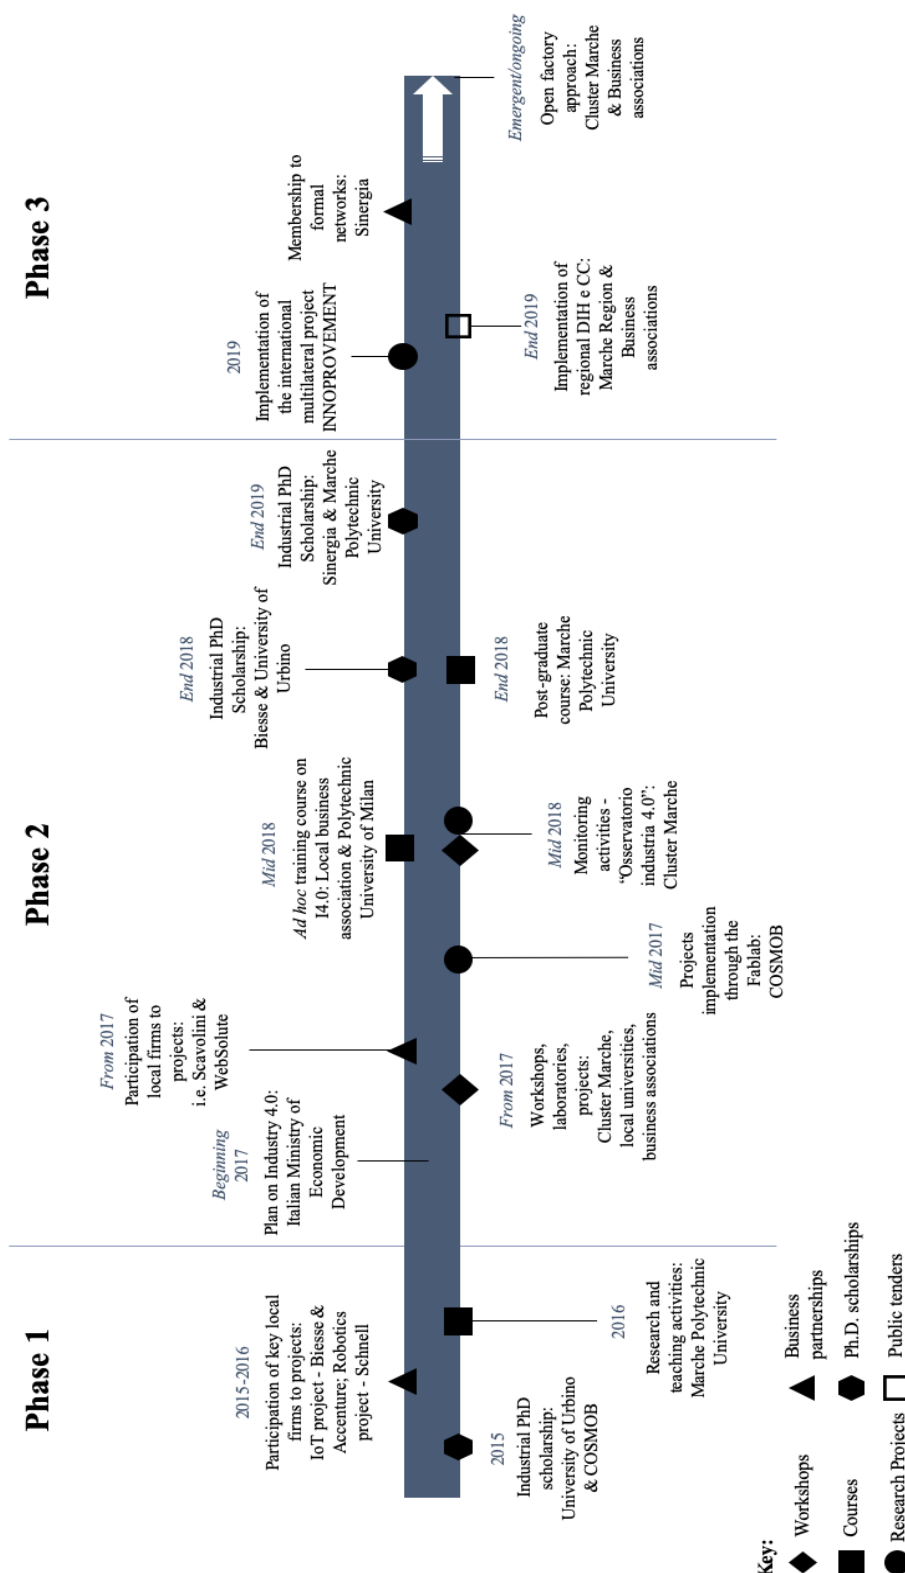 Phase 1
Phase 2
Phase 3
2015-2016
Participation of key local
firms to projects:
IoT project - Biesse &
Accenture; Robotics
project - Schnell
2015
Industrial PhD
scholarship:
University of Urbino
& COSMOB
2016
Research and
teaching activities:
Marche Polytechnic
University
Beginning
2017
Plan on Industry 4.0:
Italian Ministry of
Economic
Development
From 2017
Participation of
local firms to
projects:
i.e. Scavolini &
WebSolute
From 2017
Workshops,
laboratories,
projects:
Cluster Marche,
local universities,
business associations
Mid 2017
Projects
implementation
through the
Fablab:
COSMOB
Mid 2018
Ad hoc training course on
I4.0: Local business
association & Polytechnic
University of Milan
Mid 2018
Monitoring
activities -
“Osservatorio
industria 4.0”:
Cluster Marche
End 2018
Industrial PhD
Scholarship:
Biesse & University of
Urbino
End 2018
Post-graduate
course: Marche
Polytechnic
University
End 2019
Industrial PhD
Scholarship:
Sinergia & Marche
Polytechnic
University
2019
Implementation of
the international
multilateral project
INNOPROVEMENT
Membership to
formal
networks:
Sinergia
End 2019
Implementation of
regional DIH e CC:
Marche Region &
Business
associations
Emergent/ongoing
Open factory
approach:
Cluster Marche
& Business
associations
Key:
Workshops
Business
partnerships
Courses
Ph.D. scholarships
Research Projects
Public tenders